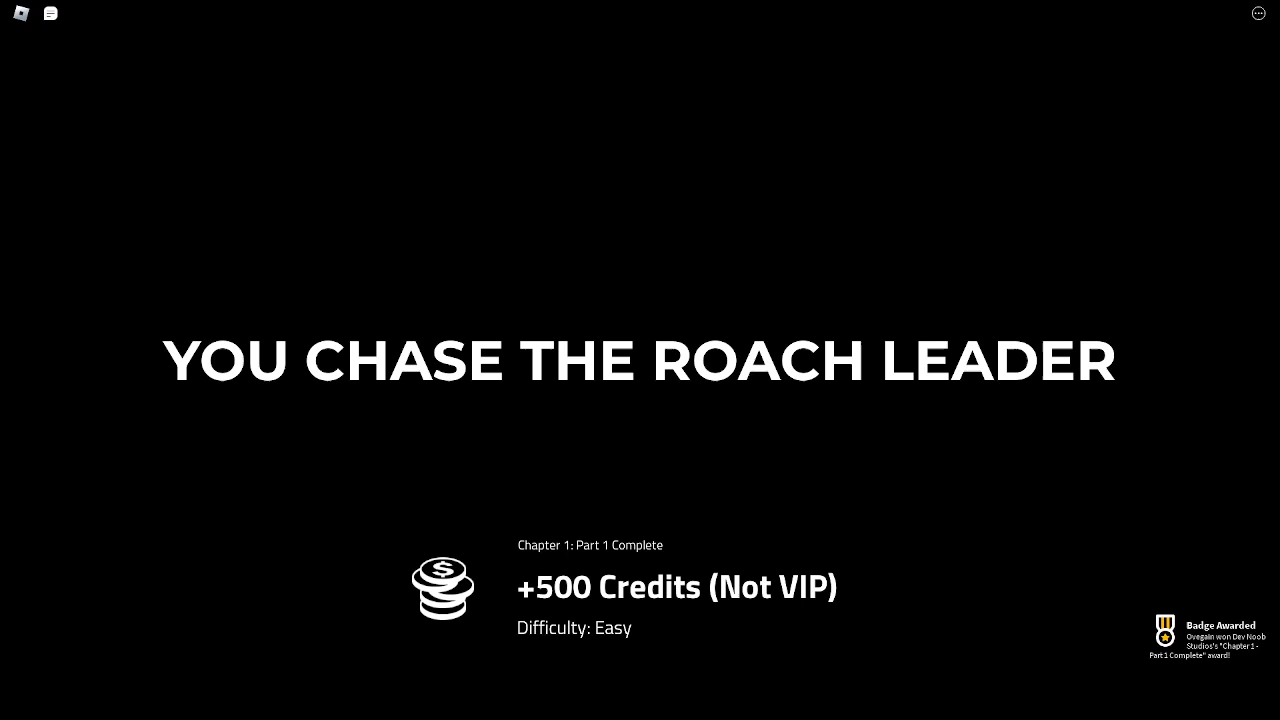 YOU CHASE THE ROACH LEADER
Chapter 1: Part 1 Complete
$
+500 Credits (Not VIP)
Difficulty: Easy
Badge Awarded
Ovegain won Dev Noob
Studios's "Chapter 1 -
Part 1 Complete" award!